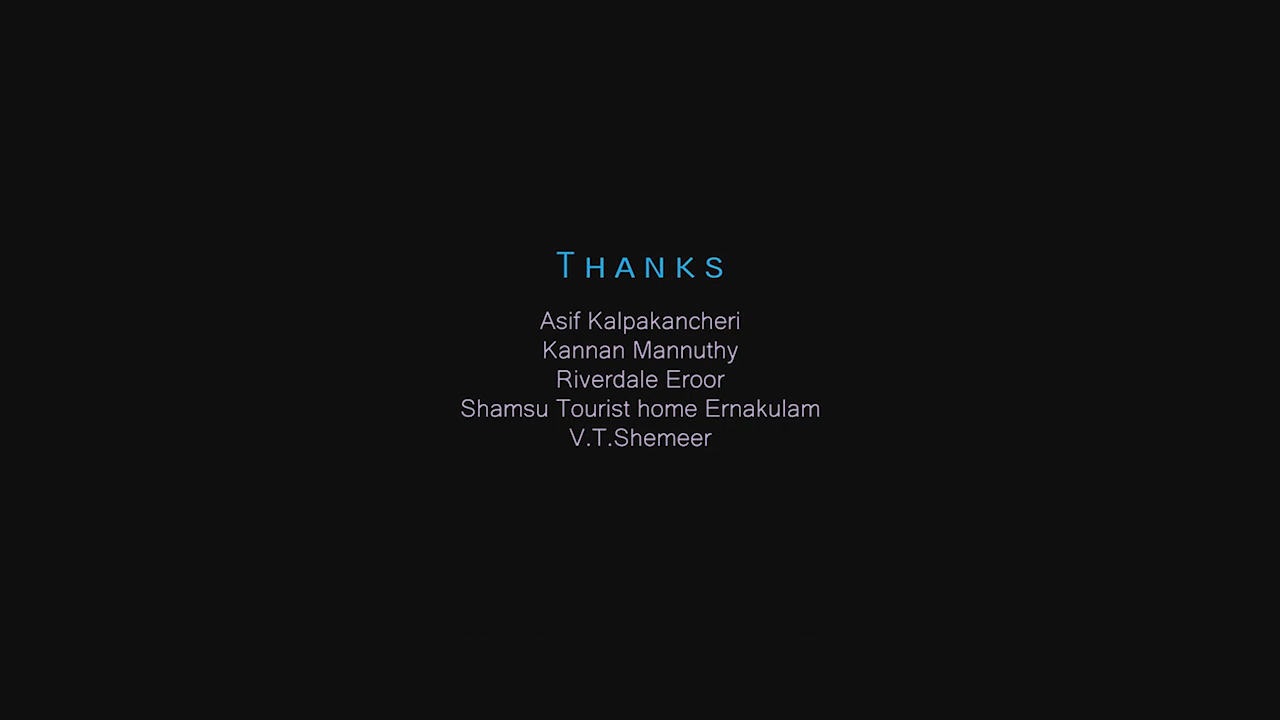 THANKS
Asif Kalpakancheri
Kannan Mannuthy
Riverdale Eroor
Shamsu Tourist home Ernakulam
V.T.Shemeer